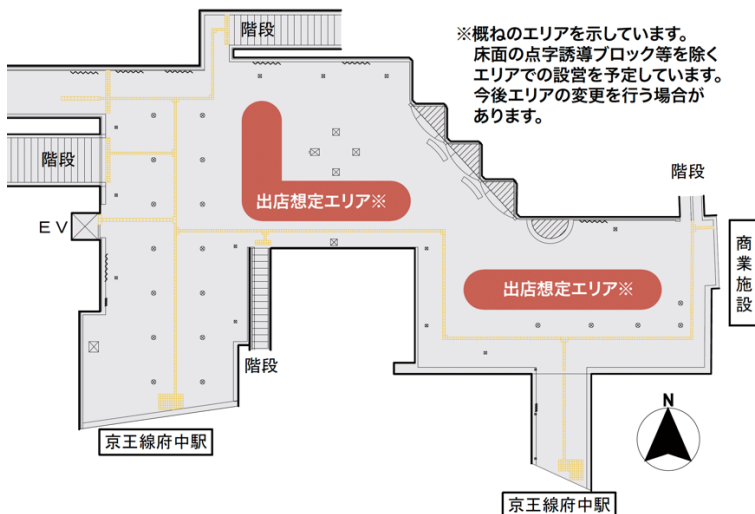 階段
※概ねのエリアを示しています。
床面の点字誘導ブロック等を除く
エリアでの設営を予定しています。
今後エリアの変更を行う場合が
あります。
階段
階段
出店想定エリア※
EV
商業施設
出店想定エリア※
階段
N
京王線府中駅
京王線府中駅